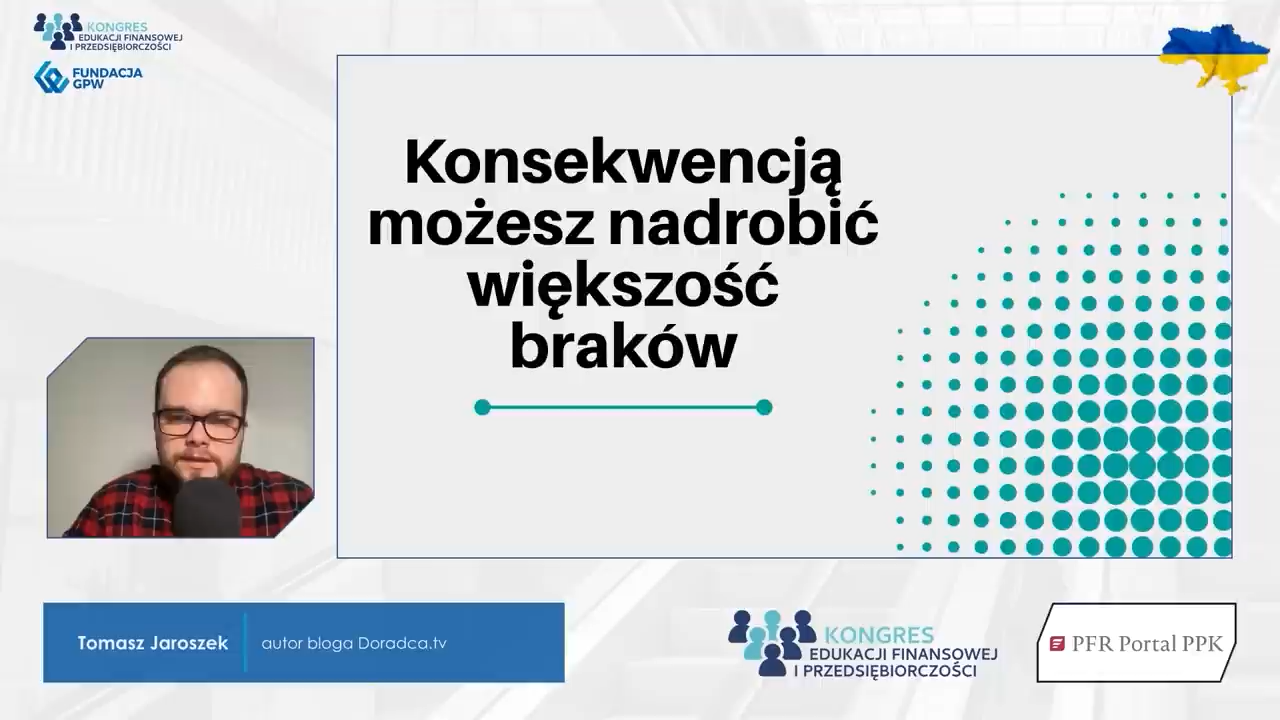 KONGRES
EDUKACJI FINANSOWEJ
I PRZEDSIĘBIORCZOŚCI
FUNDACJA
GPW
Konsekwencją
możesz nadrobić
większość
braków
Tomasz Jaroszek
autor bloga Doradca.tv
KONGRES
EDUKACJI FINANSOWEJ
I PRZEDSIĘBIORCZOŚCI
PFR Portal PPK